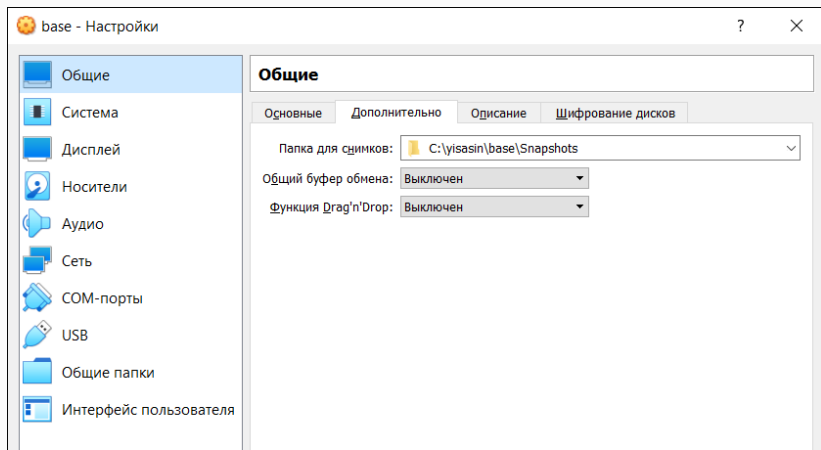 base - Настройки
?
Общие
Система
Дисплей
Носители
Аудио
Сеть
COM-порты
USB
Общие папки
Интерфейс пользователя
Общие
Основные Дополнительно Описание Шифрование дисков
Папка для снимков: C:\yisasin\base\Snapshots
Общий буфер обмена: Выключен
Функция Drag'n'Drop: Выключен